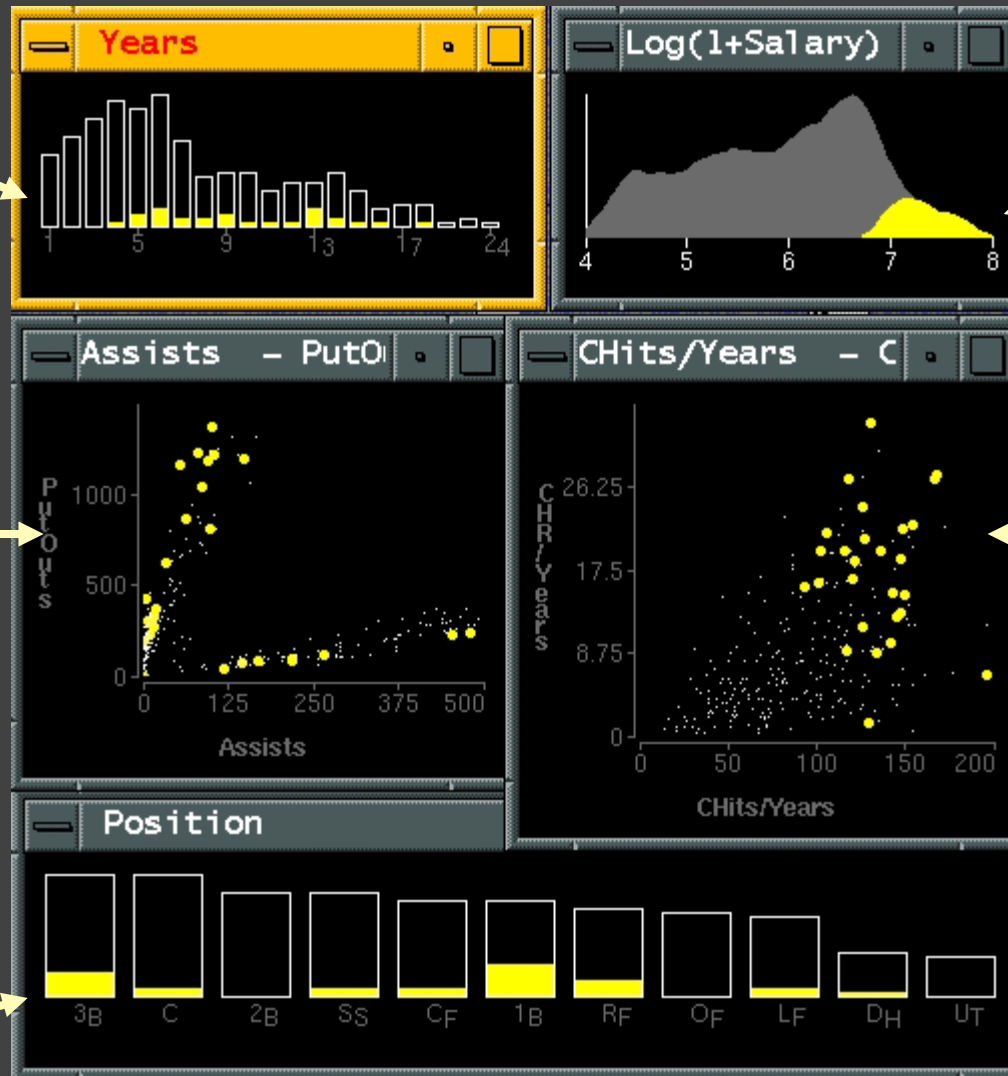 Years
1 5 9 13 17 24
Log(1+Salary)
4 5 6 7 8
Assists - PutO
PutOuts
1000
500
0
0 125 250 375 500
Assists
CHits/Years - C
CHR/Years
26.25
17.5
8.75
0
0 50 100 150 200
CHits/Years
Position
3B C 2B SS CF 1B RF OF LF DH UT